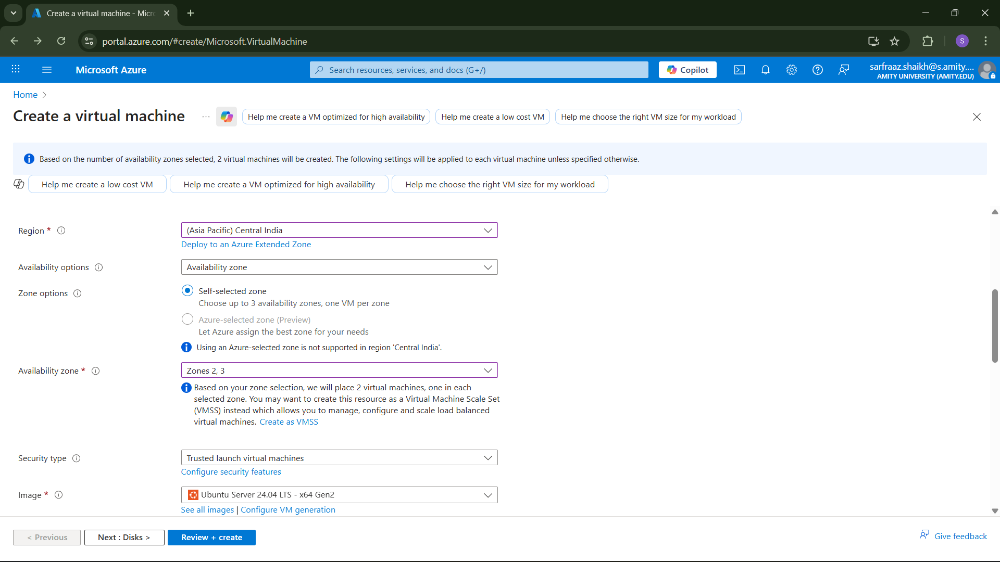 Create a virtual machine - Micr
portal.azure.com/#create/Microsoft.VirtualMachine
S
Microsoft Azure
Search resources, services, and docs (G+/)
Copilot
sarfraaz.shaikh@s.amity....
AMITY UNIVERSITY (AMITY.EDU)
Home
Create a virtual machine
...
Help me create a VM optimized for high availability
Help me create a low cost VM
Help me choose the right VM size for my workload
Based on the number of availability zones selected, 2 virtual machines will be created. The following settings will be applied to each virtual machine unless specified otherwise.
Help me create a low cost VM
Help me create a VM optimized for high availability
Help me choose the right VM size for my workload
Region *
(Asia Pacific) Central India
Deploy to an Azure Extended Zone
Availability options
Availability zone
Zone options
Self-selected zone
Choose up to 3 availability zones, one VM per zone
Azure-selected zone (Preview)
Let Azure assign the best zone for your needs
Using an Azure-selected zone is not supported in region 'Central India'.
Availability zone *
Zones 2, 3
Based on your zone selection, we will place 2 virtual machines, one in each
selected zone. You may want to create this resource as a Virtual Machine Scale Set
(VMSS) instead which allows you to manage, configure and scale load balanced
virtual machines. Create as VMSS
Security type
Trusted launch virtual machines
Configure security features
Image *
Ubuntu Server 24.04 LTS - x64 Gen2
See all images | Configure VM generation
< Previous
Next : Disks >
Review + create
Give feedback